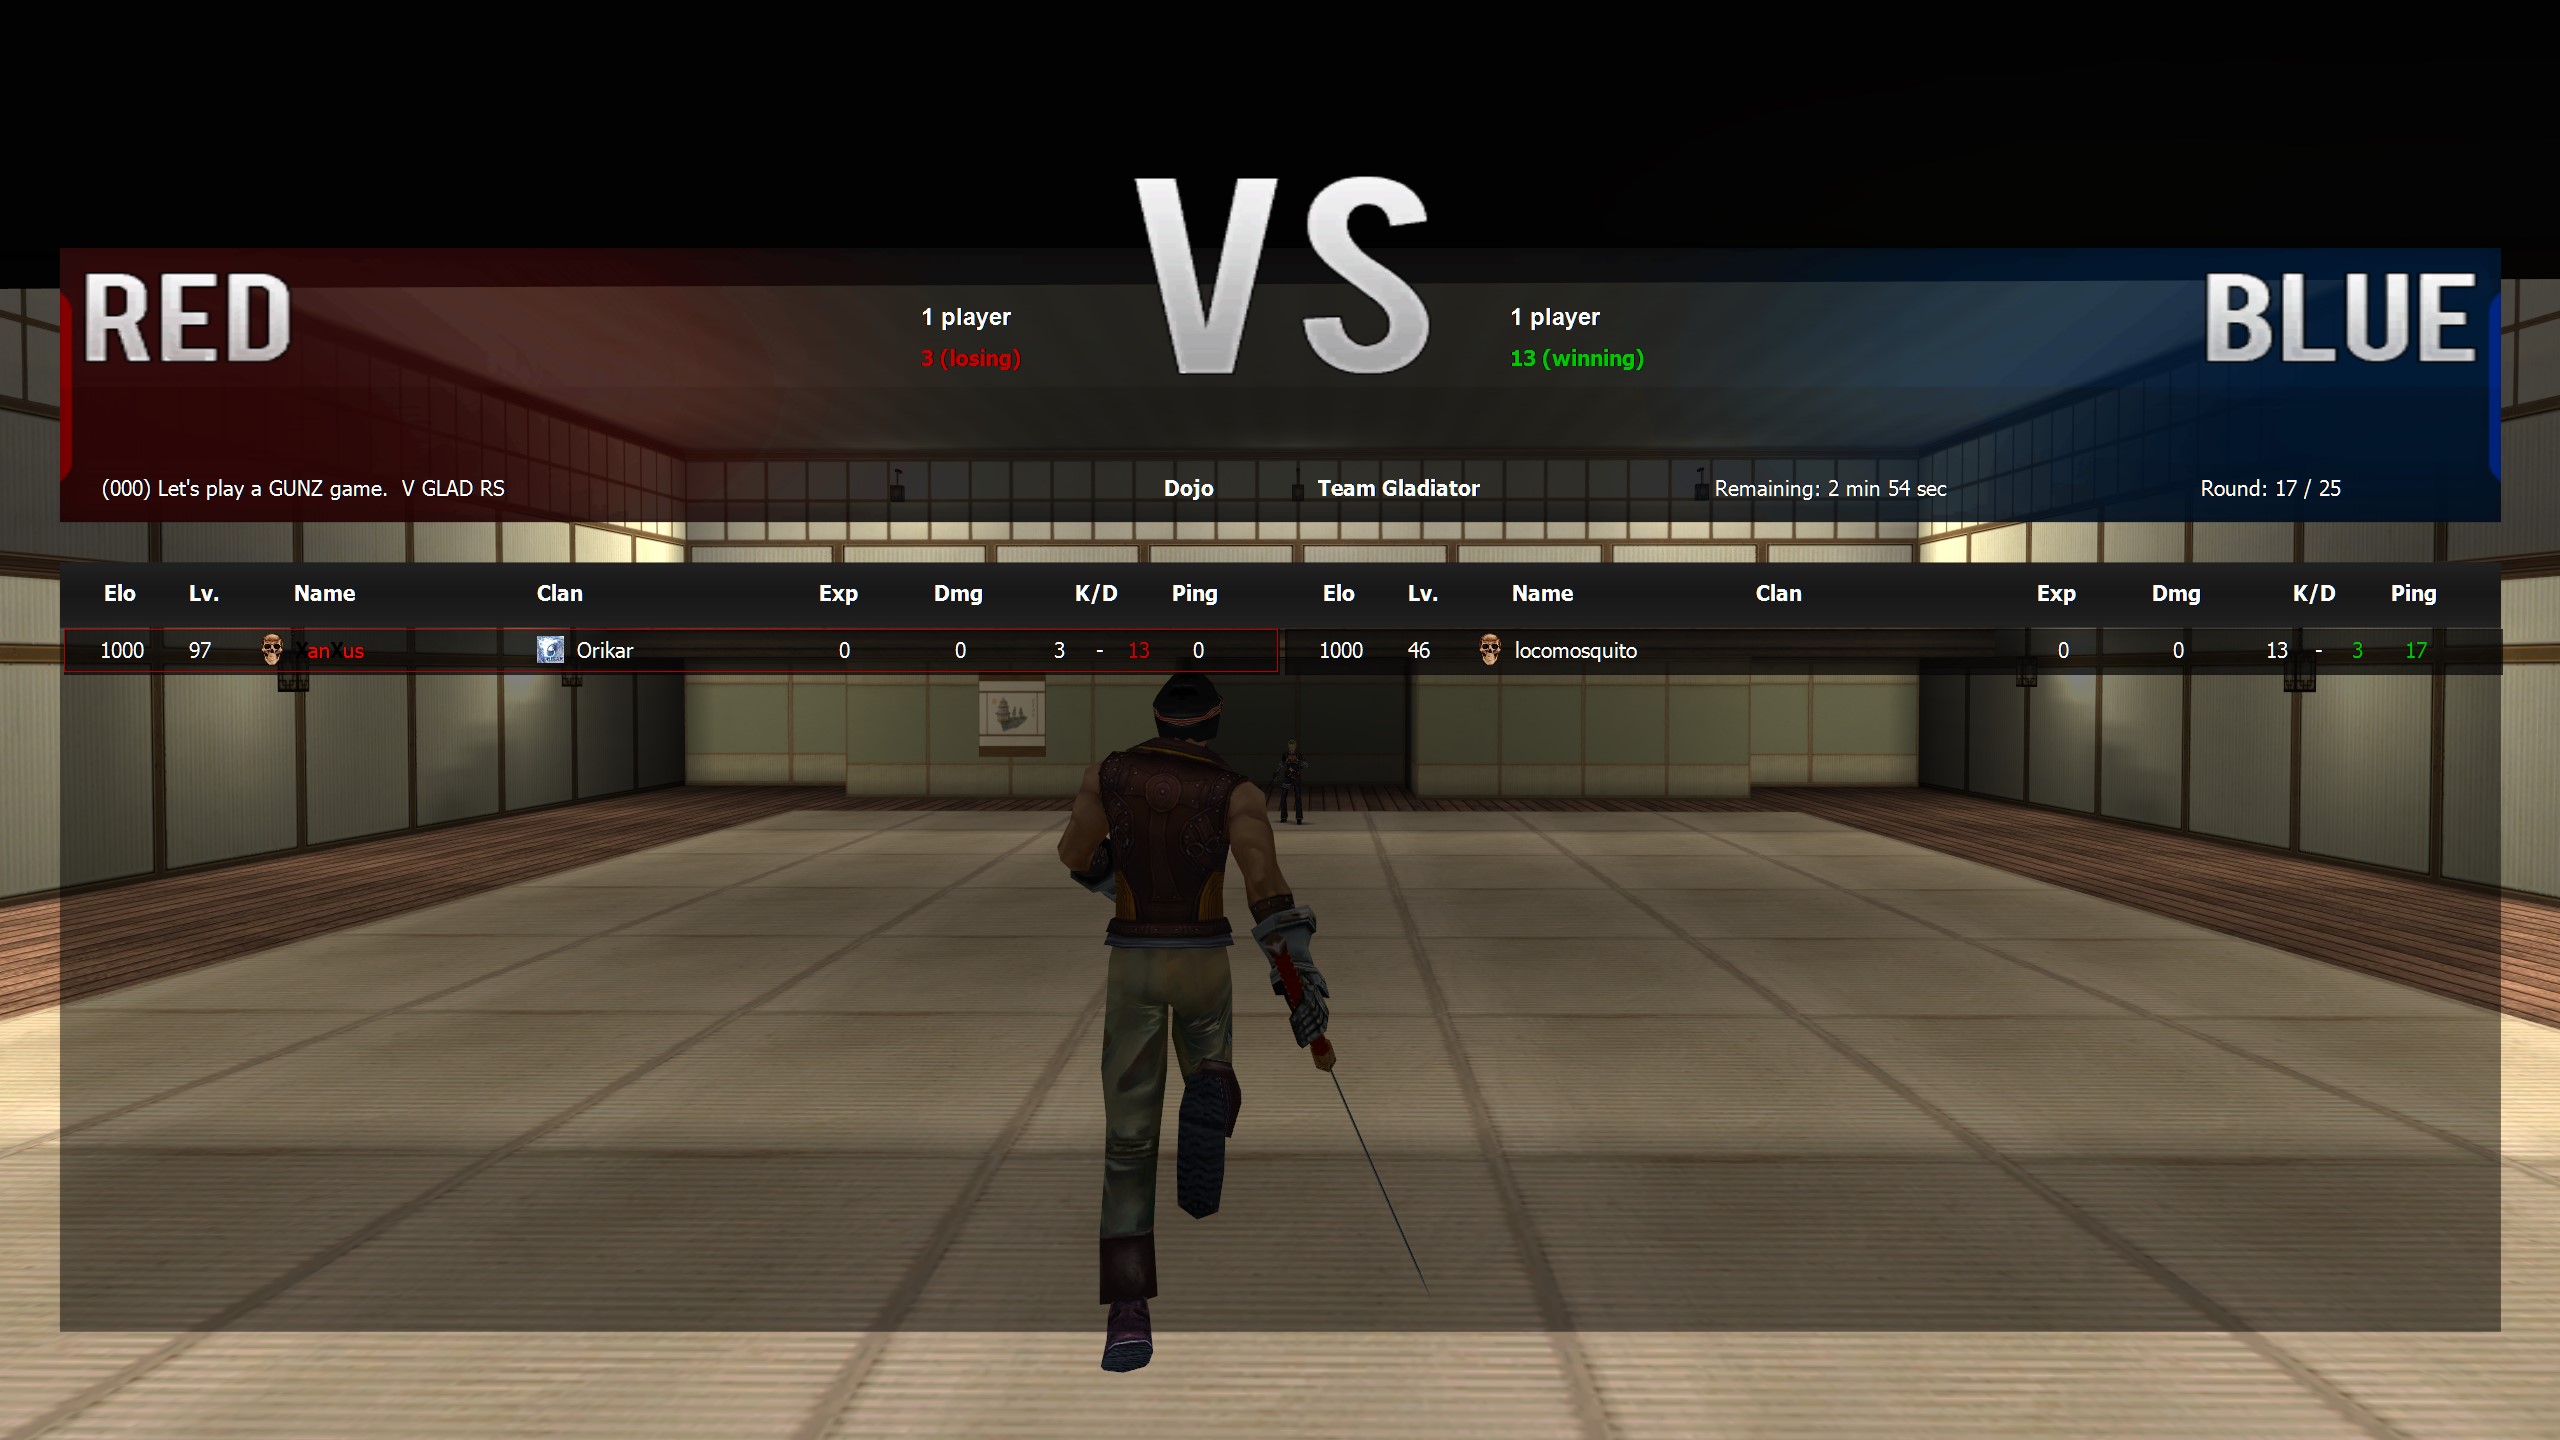 VS
RED
BLUE
1 player
1 player
3 (losing)
13 (winning)
(000) Let's play a GUNZ game.  V GLAD RS Dojo Team Gladiator Remaining: 2 min 54 sec Round: 17 / 25
Elo Lv. Name Clan Exp Dmg K/D Ping Elo Lv. Name Clan Exp Dmg K/D Ping
1000 97 XanXus Orikar 0 0 3 - 13 0 1000 46 locomosquito 0 0 13 - 3 17